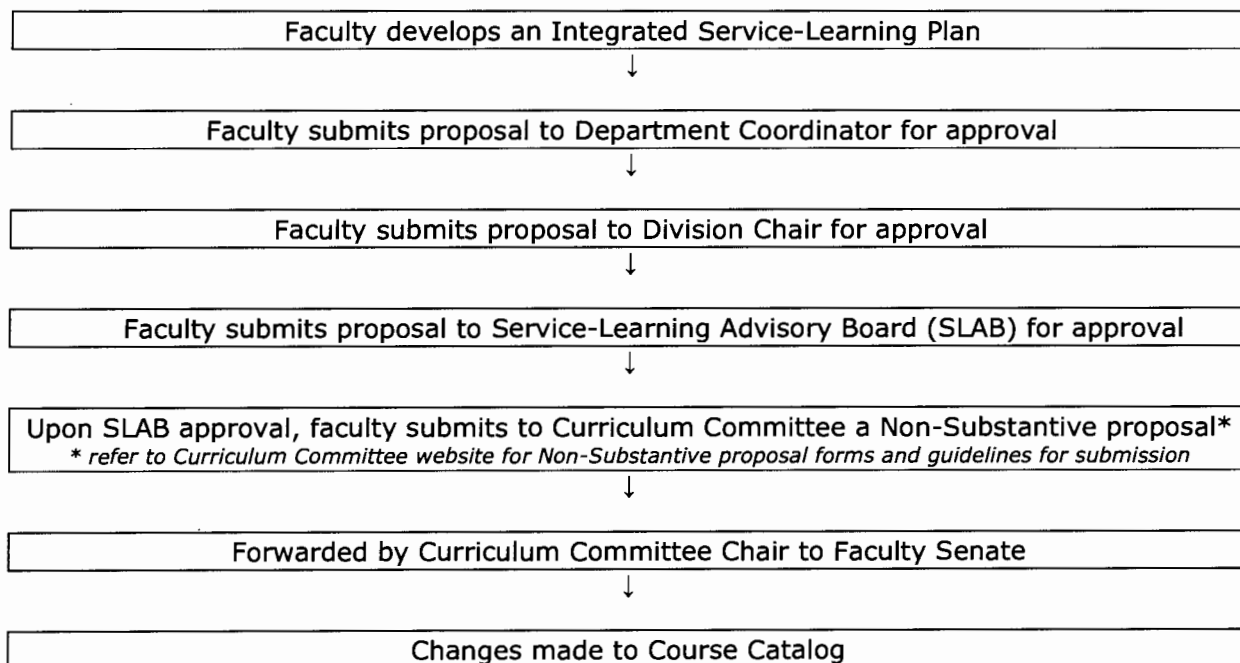 Faculty develops an Integrated Service-Learning Plan
↓
Faculty submits proposal to Department Coordinator for approval
↓
Faculty submits proposal to Division Chair for approval
↓
Faculty submits proposal to Service-Learning Advisory Board (SLAB) for approval
↓
Upon SLAB approval, faculty submits to Curriculum Committee a Non-Substantive proposal*
* refer to Curriculum Committee website for Non-Substantive proposal forms and guidelines for submission
↓
Forwarded by Curriculum Committee Chair to Faculty Senate
↓
Changes made to Course Catalog